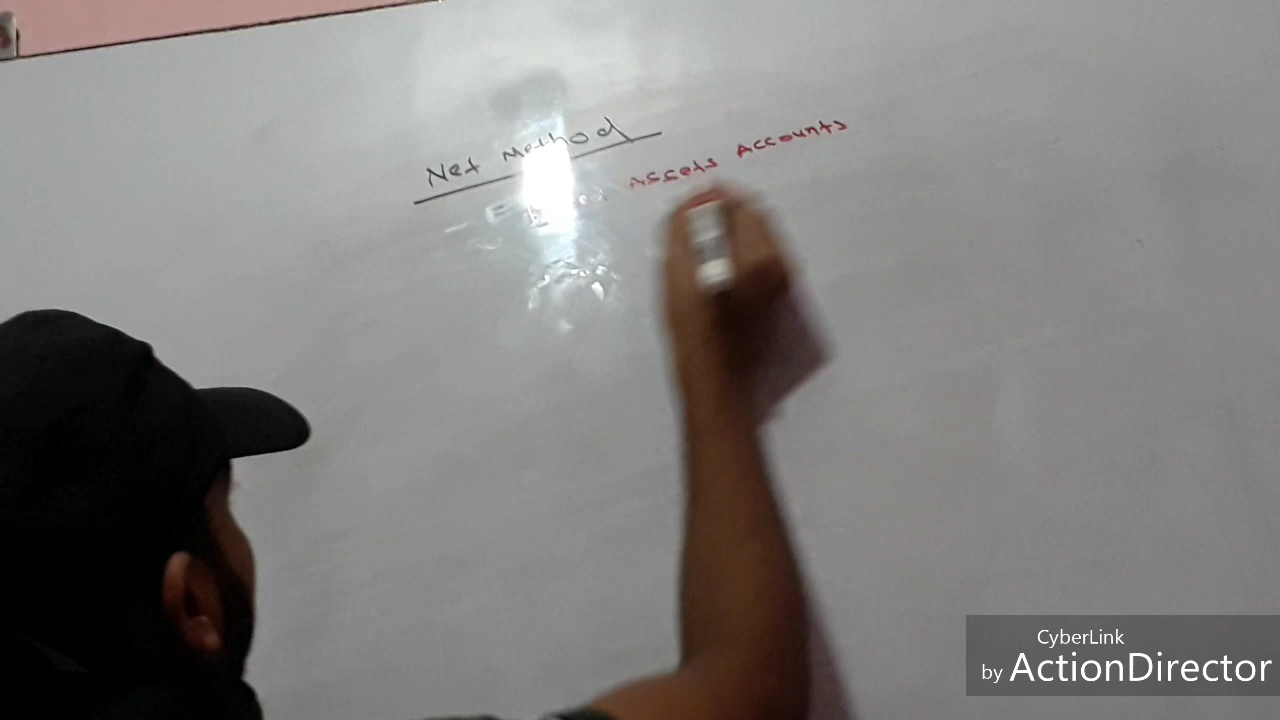 Net Method
Assets Accounts
CyberLink
by ActionDirector